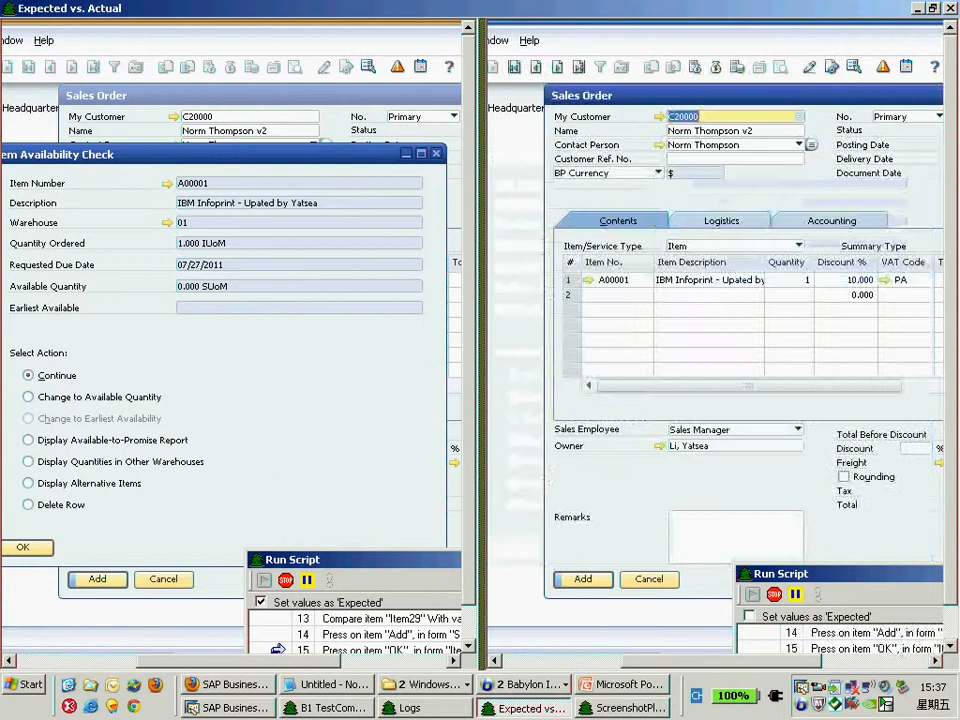 Expected vs. Actual
Help
Headquarter
Sales Order
My Customer C20000 No. Primary
Name Norm Thompson v2 Status
em Availability Check
Item Number A00001
Description IBM Infoprint - Upated by Yatsea
Warehouse 01
Quantity Ordered 1.000 IUoM
Requested Due Date 07/27/2011
Available Quantity 0.000 SUoM
Earliest Available
Select Action:
Continue
Change to Available Quantity
Change to Earliest Availability
Display Available-to-Promise Report
Display Quantities in Other Warehouses
Display Alternative Items
Delete Row
OK
Add Cancel
%
Run Script
STOP
Set values as 'Expected'
13 Compare item "Item29" With va
14 Press on item "Add", in form "S
15 Press on item "OK", in form "Ite
ndow Help
Headquarter
Sales Order
My Customer C20000 No. Primary
Name Norm Thompson v2 Status
Contact Person Norm Thompson Posting Date
Customer Ref. No. Delivery Date
BP Currency $ Document Date
Contents Logistics Accounting
Item/Service Type Item Summary Type
# Item No. Item Description Quantity Discount % VAT Code T
1 A00001 IBM Infoprint - Upated by 1 10.000 PA
2 0.000
Sales Employee Sales Manager Total Before Discount
Owner Li, Yatsea Discount %
Freight
Rounding
Tax
Total
Remarks
Add Cancel
Run Script
STOP
Set values as 'Expected'
14 Press on item "Add", in form "
15 Press on item "OK", in form "I
Start SAP Busines... Untitled - No... 2 Windows... 2 Babylon I... Microsoft Po... 100% 15:37
SAP Busines... B1 TestCom... Logs Expected vs... ScreenshotPl... 星期五